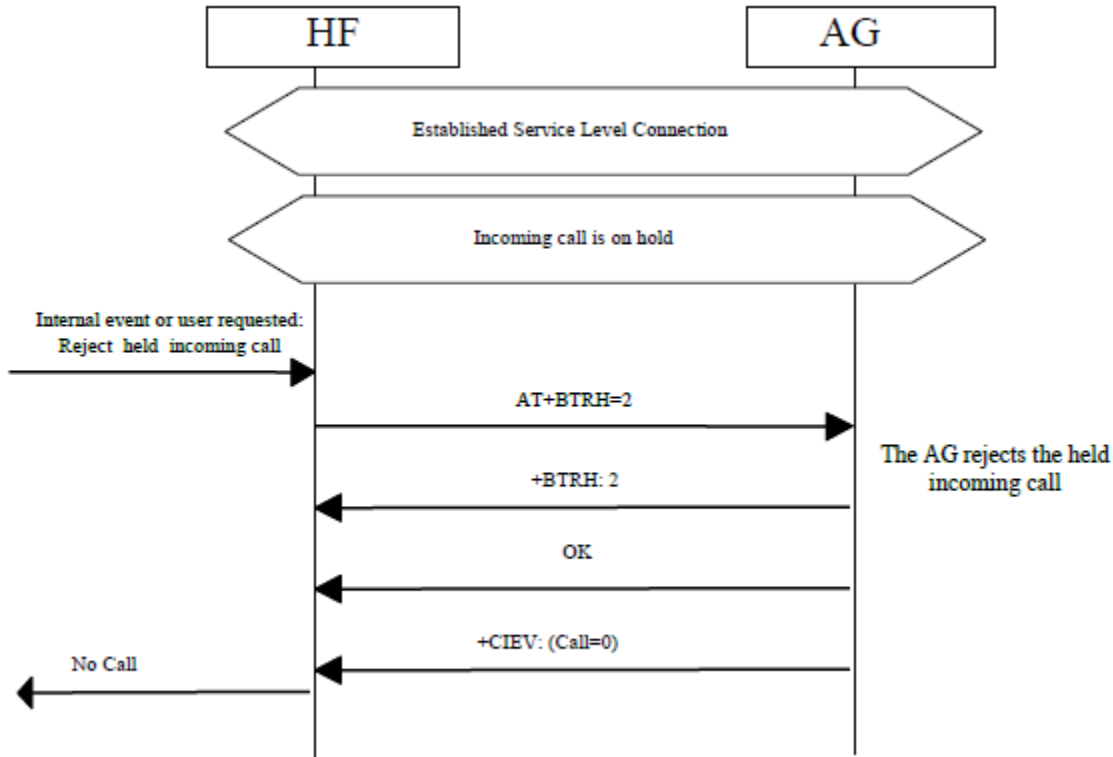 HF
AG
Established Service Level Connection
Incoming call is on hold
Internal event or user requested:
Reject held incoming call
AT+BTRH=2
The AG rejects the held
incoming call
+BTRH: 2
OK
+CIEV: (Call=0)
No Call